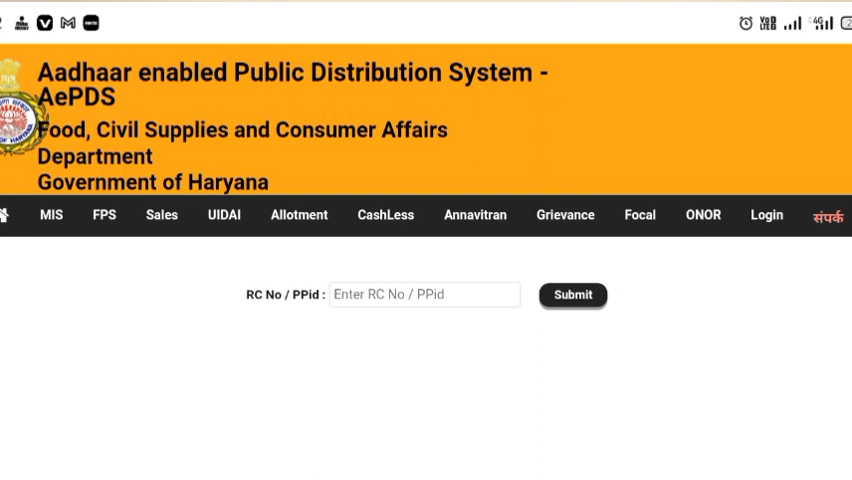 Aadhaar enabled Public Distribution System -
AePDS
Food, Civil Supplies and Consumer Affairs
Department
Government of Haryana
MIS FPS Sales UIDAI Allotment CashLess Annavitran Grievance Focal ONOR Login संपर्क
RC No / PPid : Enter RC No / PPid Submit